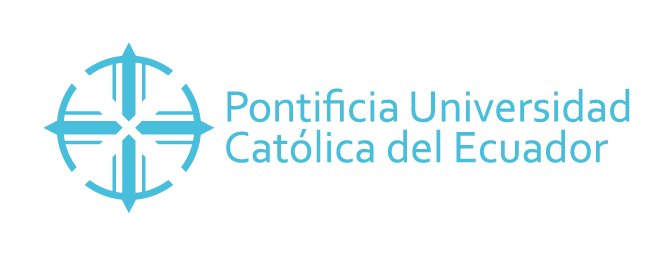 Pontificia Universidad
Católica del Ecuador